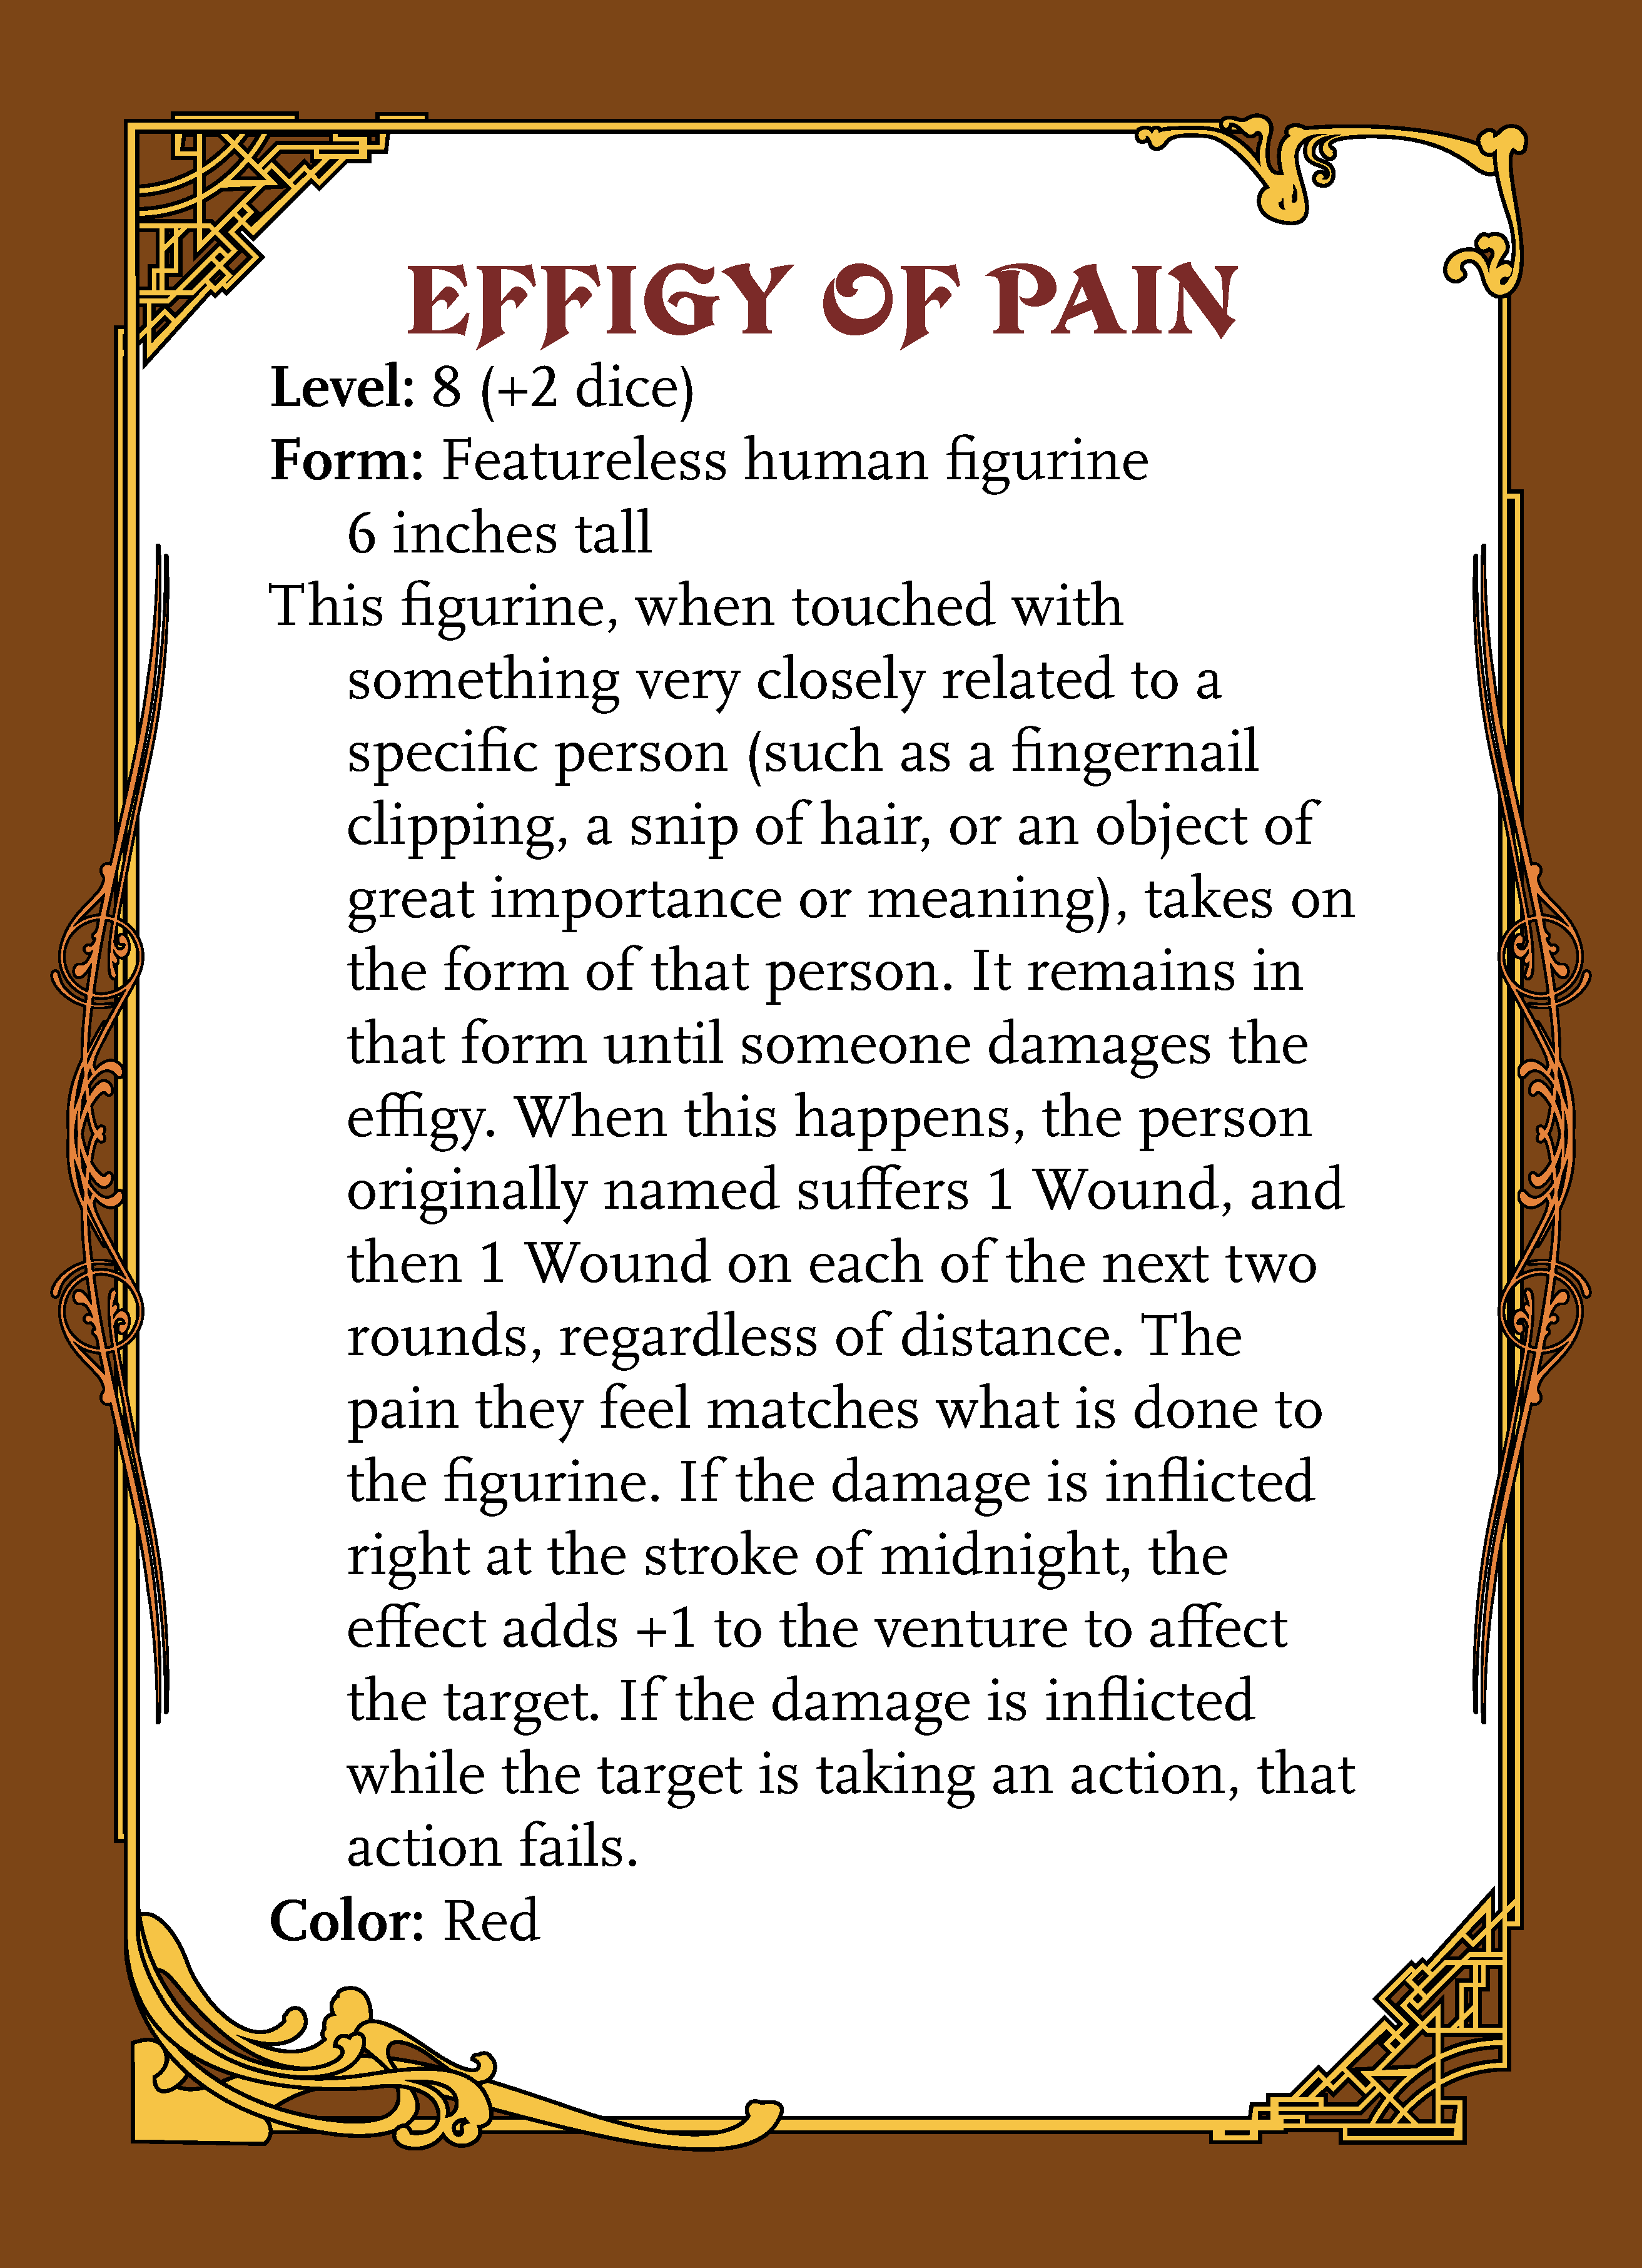 EFFIGY OF PAIN
Level: 8 (+2 dice)
Form: Featureless human figurine
6 inches tall
This figurine, when touched with
something very closely related to a
specific person (such as a fingernail
clipping, a snip of hair, or an object of
great importance or meaning), takes on
the form of that person. It remains in
that form until someone damages the
effigy. When this happens, the person
originally named suffers 1 Wound, and
then 1 Wound on each of the next two
rounds, regardless of distance. The
pain they feel matches what is done to
the figurine. If the damage is inflicted
right at the stroke of midnight, the
effect adds +1 to the venture to affect
the target. If the damage is inflicted
while the target is taking an action, that
action fails.
Color: Red